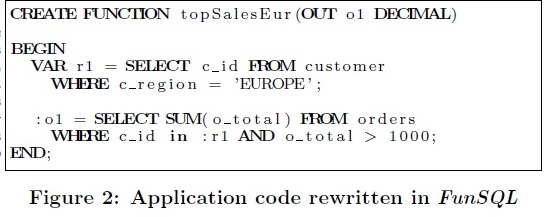 CREATE FUNCTION topSalesEur(OUT o1 DECIMAL)
BEGIN
VAR r1 = SELECT c_id FROM customer
WHERE c_region = 'EUROPE';
:o1 = SELECT SUM(o_total) FROM orders
WHERE c_id in :r1 AND o_total > 1000;
END;
Figure 2: Application code rewritten in FunSQL